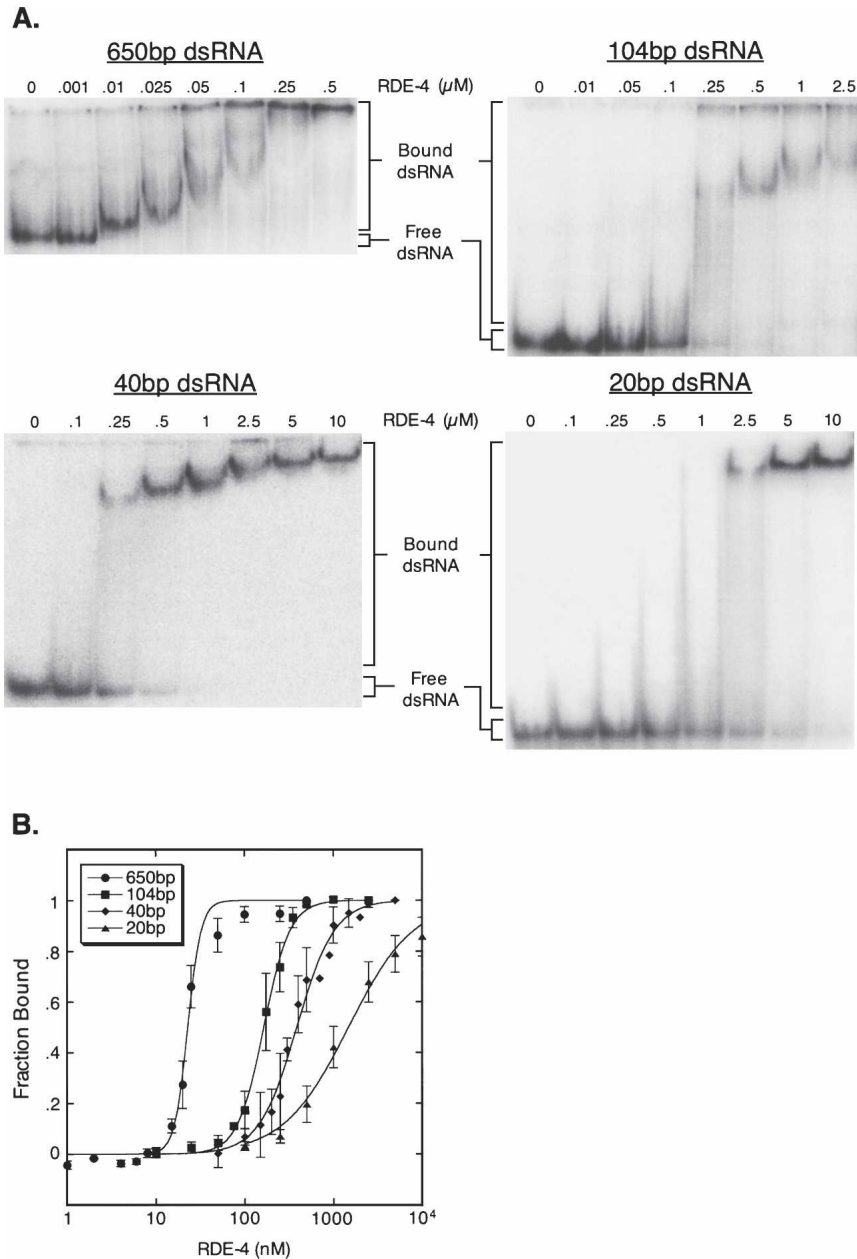 A.
650bp dsRNA
104bp dsRNA
0 .001 .01 .025 .05 .1 .25 .5
RDE-4 (µM)
0 .01 .05 .1 .25 .5 1 2.5
Bound
dsRNA
Free
dsRNA
40bp dsRNA
20bp dsRNA
0 .1 .25 .5 1 2.5 5 10
RDE-4 (µM)
0 .1 .25 .5 1 2.5 5 10
Bound
dsRNA
Free
dsRNA
B.
650bp
104bp
40bp
20bp
1
.8
.6
.4
.2
0
Fraction Bound
1 10 100 1000 10⁴
RDE-4 (nM)